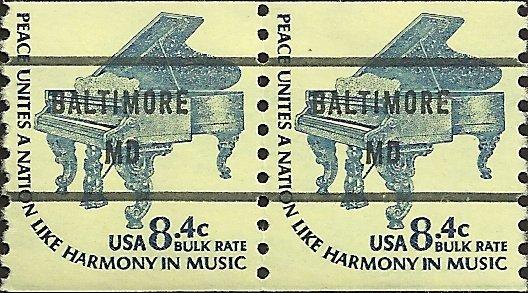 PEACE UNITES A NATION LIKE HARMONY IN MUSIC
BALTIMORE
MD
USA 8.4c
BULK RATE
PEACE UNITES A NATION LIKE HARMONY IN MUSIC
BALTIMORE
MD
USA 8.4c
BULK RATE